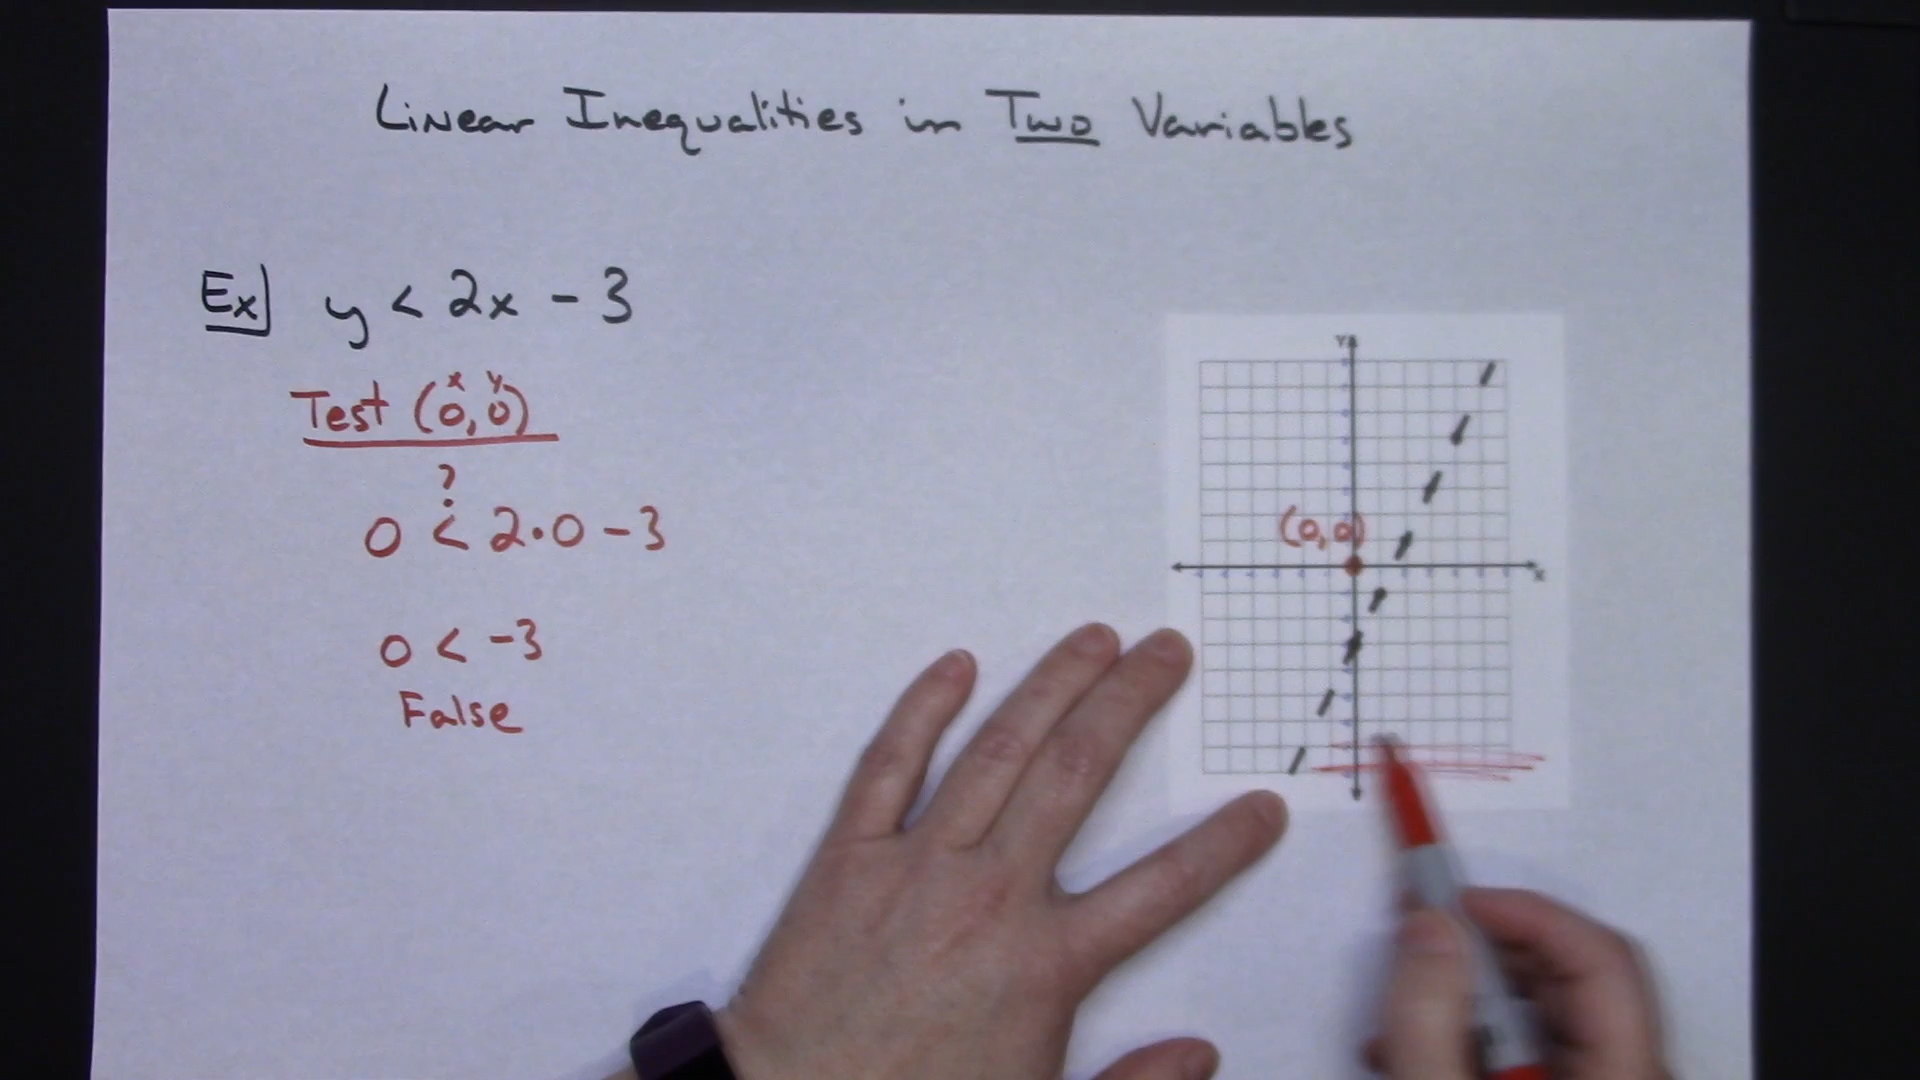 Linear Inequalities in Two Variables
Ex) y < 2x - 3
x y
Test (0,0)
?
0 < 2·0 - 3
0 < -3
False
Y
(0,0)
x